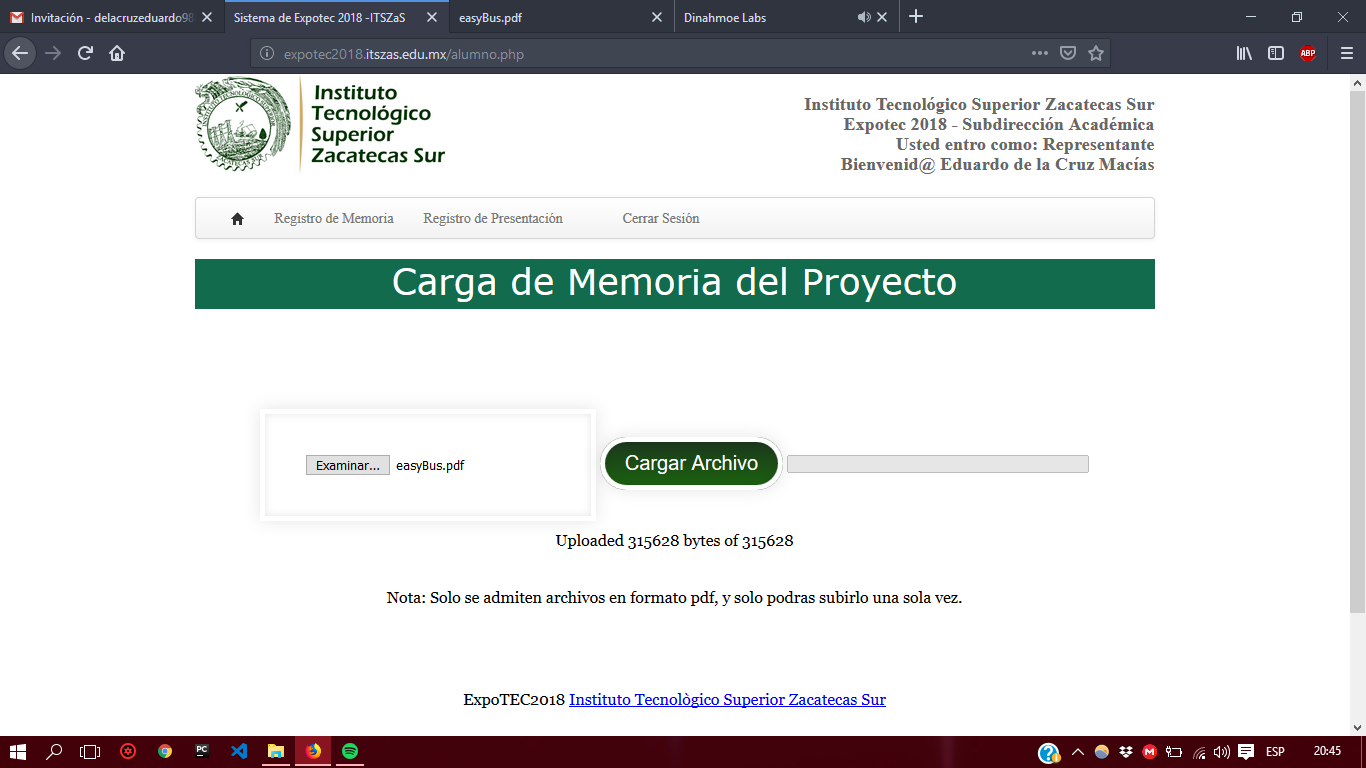 Invitación - delacruzeduardo98
Sistema de Expotec 2018 -ITSZaS
easyBus.pdf
Dinahmoe Labs
expotec2018.itszas.edu.mx/alumno.php
ABP
Instituto
Tecnológico
Superior
Zacatecas Sur
Instituto Tecnológico Superior Zacatecas Sur
Expotec 2018 - Subdirección Académica
Usted entro como: Representante
Bienvenid@ Eduardo de la Cruz Macías
Registro de Memoria
Registro de Presentación
Cerrar Sesión
Carga de Memoria del Proyecto
Examinar... easyBus.pdf
Cargar Archivo
Uploaded 315628 bytes of 315628
Nota: Solo se admiten archivos en formato pdf, y solo podras subirlo una sola vez.
ExpoTEC2018 Instituto Tecnològico Superior Zacatecas Sur
PC
ESP
20:45